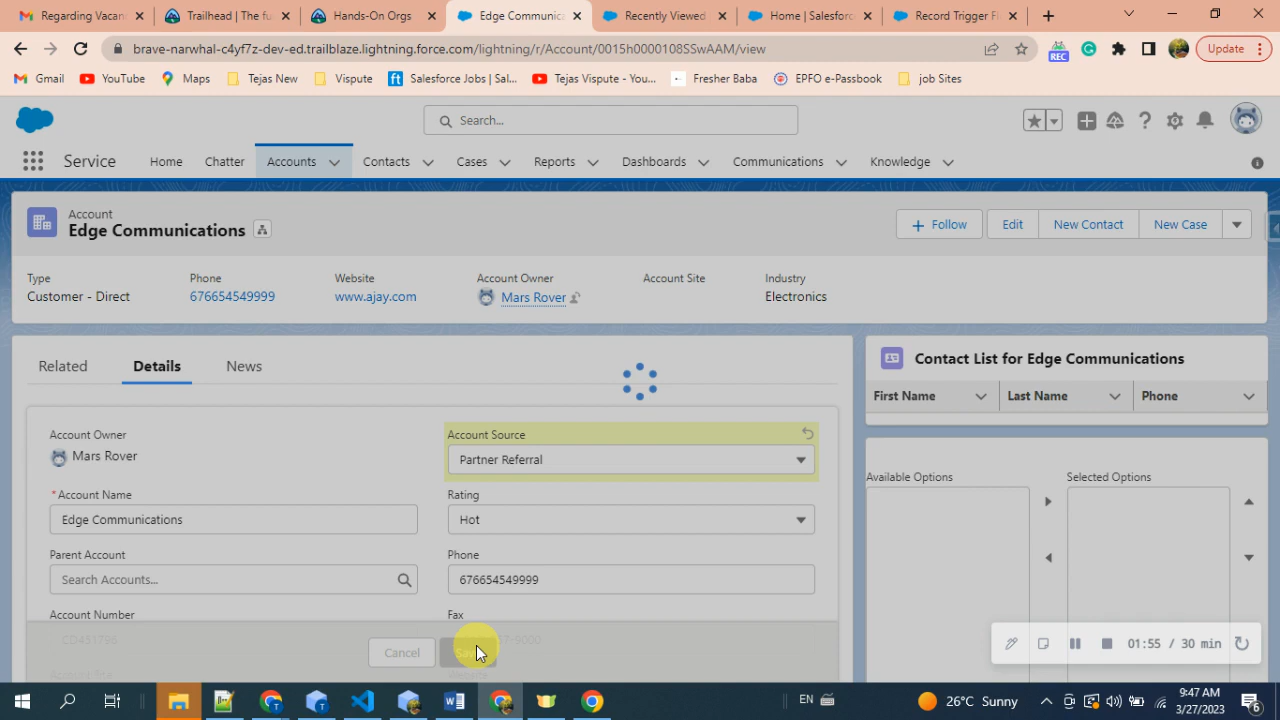 Regarding Vacan
Trailhead | The fu
Hands-On Orgs
Edge Communica
Recently Viewed
Home | Salesforc
Record Trigger Fl
brave-narwhal-c4yf7z-dev-ed.trailblaze.lightning.force.com/lightning/r/Account/0015h0000108SSwAAM/view
REC
Update
Gmail
YouTube
Maps
Tejas New
Vispute
Salesforce Jobs | Sal...
Tejas Vispute - You...
Fresher Baba
EPFO e-Passbook
job Sites
Search...
Service
Home
Chatter
Accounts
Contacts
Cases
Reports
Dashboards
Communications
Knowledge
Account
Edge Communications
Follow
Edit
New Contact
New Case
Type
Phone
Website
Account Owner
Account Site
Industry
Customer - Direct
676654549999
www.ajay.com
Mars Rover
Electronics
Related
Details
News
Contact List for Edge Communications
First Name
Last Name
Phone
Account Owner
Mars Rover
Account Source
Partner Referral
*Account Name
Edge Communications
Rating
Hot
Parent Account
Search Accounts...
Phone
676654549999
Account Number
CD451796
Fax
Available Options
Selected Options
Cancel
01:55 / 30 min
26°C Sunny
EN
9:47 AM
3/27/2023
6